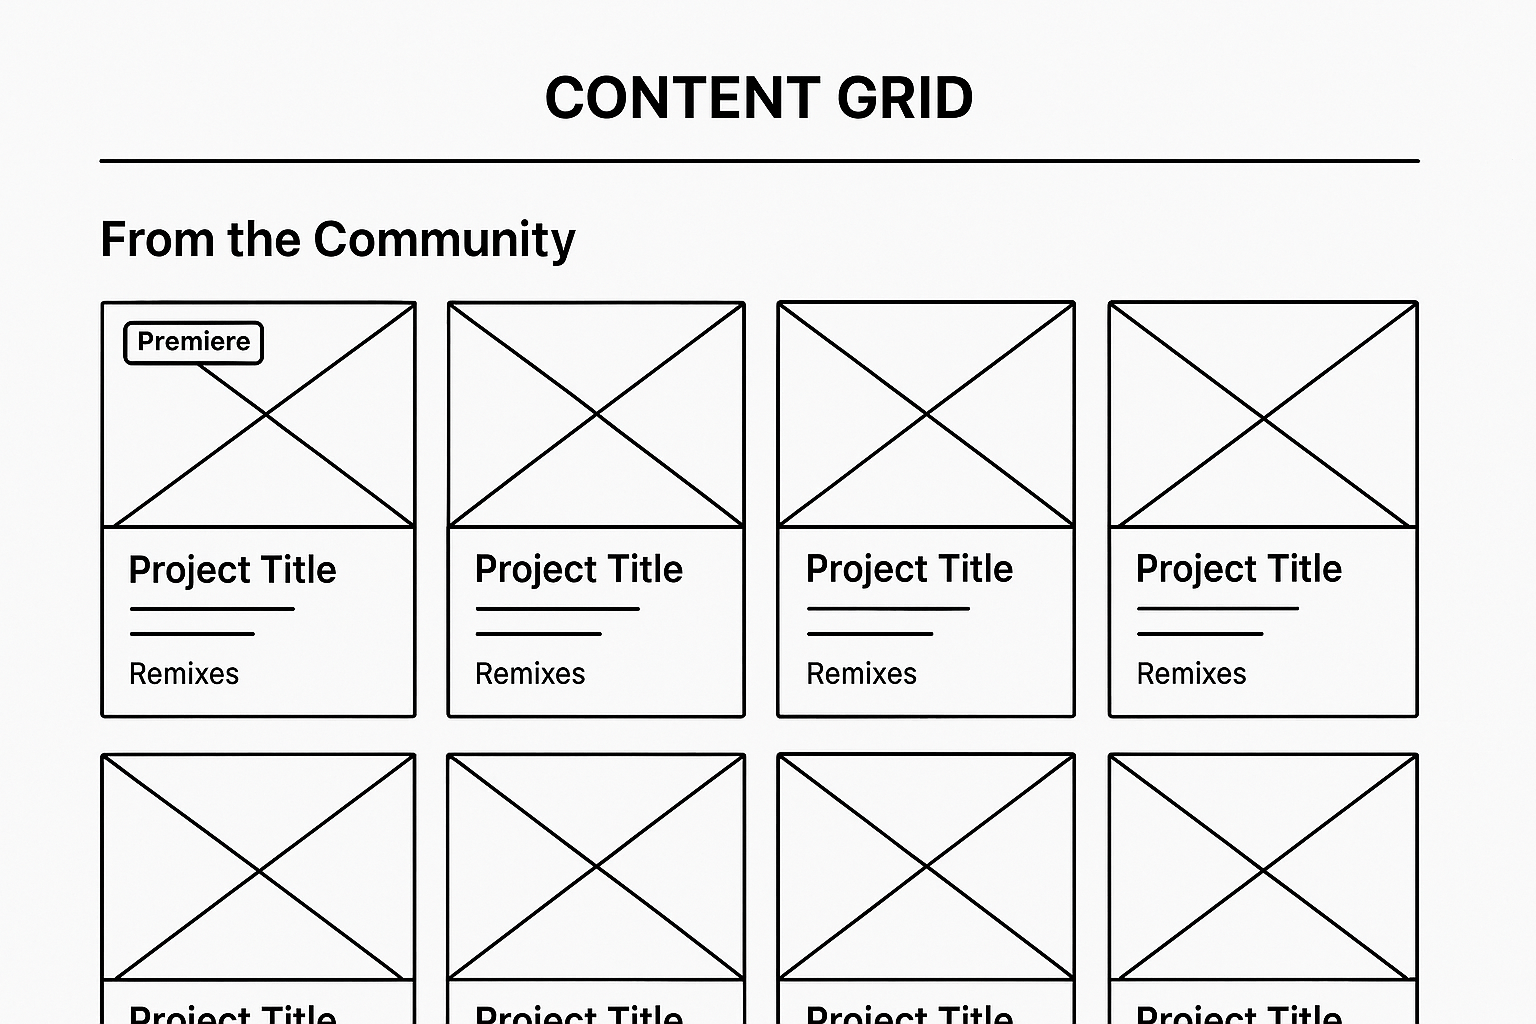 CONTENT GRID
From the Community
Premiere
Project Title
Remixes
Project Title
Remixes
Project Title
Remixes
Project Title
Remixes
Project Title
Project Title
Project Title
Project Title